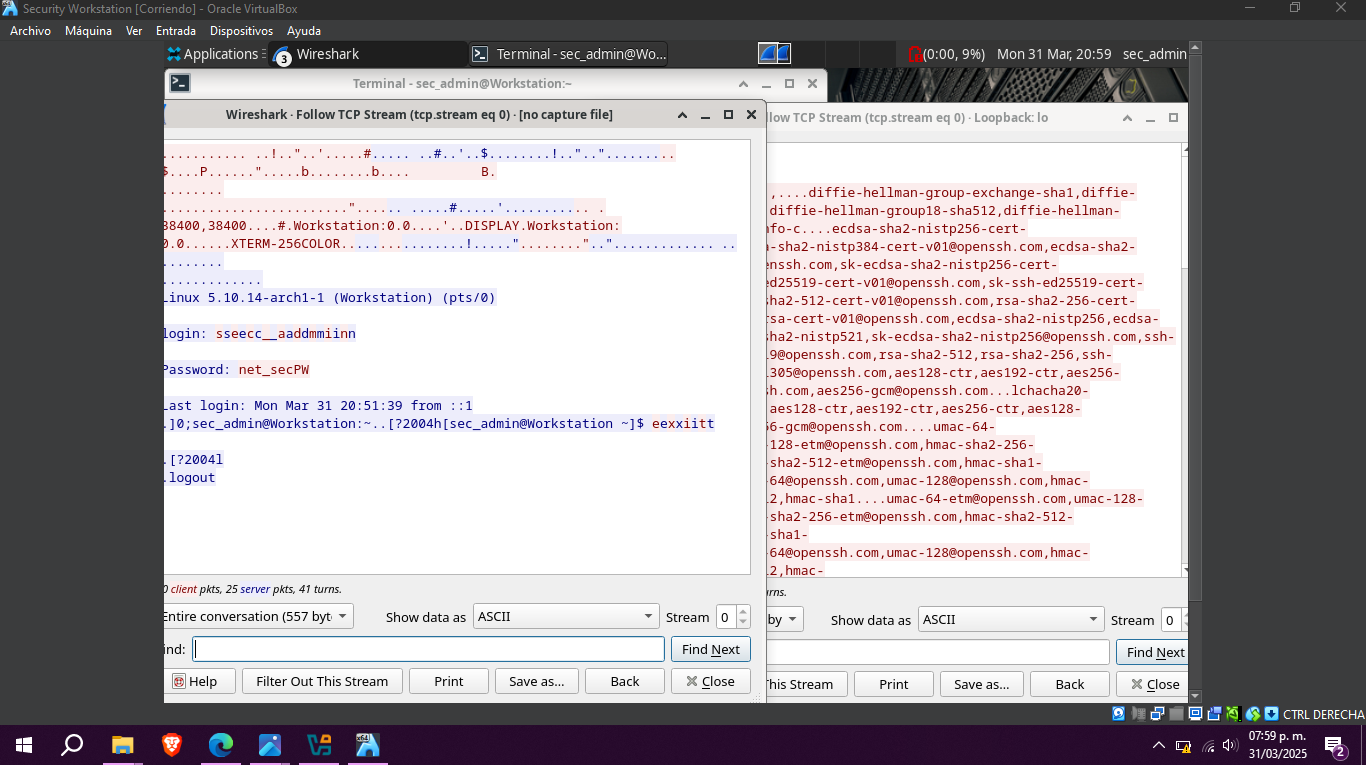 Security Workstation [Corriendo] - Oracle VirtualBox
Archivo Máquina Ver Entrada Dispositivos Ayuda
Applications 3 Wireshark Terminal - sec_admin@Wo... (0:00, 9%) Mon 31 Mar, 20:59 sec_admin
Terminal - sec_admin@Workstation:~
Wireshark · Follow TCP Stream (tcp.stream eq 0) · [no capture file]
........... ..!.."..'.....#..... ..#..'..$........!.."..".........
$....P......".....b........b.... B.
........
........................".... .. .....#.....'........... .
38400,38400....#.Workstation:0.0....'..DISPLAY.Workstation:
0.0......XTERM-256COLOR................!....."........".."............. ..
........
.............
Linux 5.10.14-arch1-1 (Workstation) (pts/0)
login: sseecc__aaddmmiinn
Password: net_secPW
Last login: Mon Mar 31 20:51:39 from ::1
.]0;sec_admin@Workstation:~..[?2004h[sec_admin@Workstation ~]$ eexxiitt
.[?2004l
.logout
0 client pkts, 25 server pkts, 41 turns.
Entire conversation (557 byt Show data as ASCII Stream 0
ind: Find Next
Help Filter Out This Stream Print Save as... Back Close
llow TCP Stream (tcp.stream eq 0) · Loopback: lo
,....diffie-hellman-group-exchange-sha1,diffie-
diffie-hellman-group18-sha512,diffie-hellman-
nfo-c....ecdsa-sha2-nistp256-cert-
a-sha2-nistp384-cert-v01@openssh.com,ecdsa-sha2-
enssh.com,sk-ecdsa-sha2-nistp256-cert-
ed25519-cert-v01@openssh.com,sk-ssh-ed25519-cert-
sha2-512-cert-v01@openssh.com,rsa-sha2-256-cert-
rsa-cert-v01@openssh.com,ecdsa-sha2-nistp256,ecdsa-
sha2-nistp521,sk-ecdsa-sha2-nistp256@openssh.com,ssh-
19@openssh.com,rsa-sha2-512,rsa-sha2-256,ssh-
1305@openssh.com,aes128-ctr,aes192-ctr,aes256-
sh.com,aes256-gcm@openssh.com...lchacha20-
aes128-ctr,aes192-ctr,aes256-ctr,aes128-
56-gcm@openssh.com....umac-64-
-128-etm@openssh.com,hmac-sha2-256-
-sha2-512-etm@openssh.com,hmac-sha1-
-64@openssh.com,umac-128@openssh.com,hmac-
12,hmac-sha1....umac-64-etm@openssh.com,umac-128-
-sha2-256-etm@openssh.com,hmac-sha2-512-
-sha1-
-64@openssh.com,umac-128@openssh.com,hmac-
12,hmac-
rns.
by Show data as ASCII Stream 0
Find Next
This Stream Print Save as... Back Close
CTRL DERECHA
07:59 p. m.
31/03/2025
2